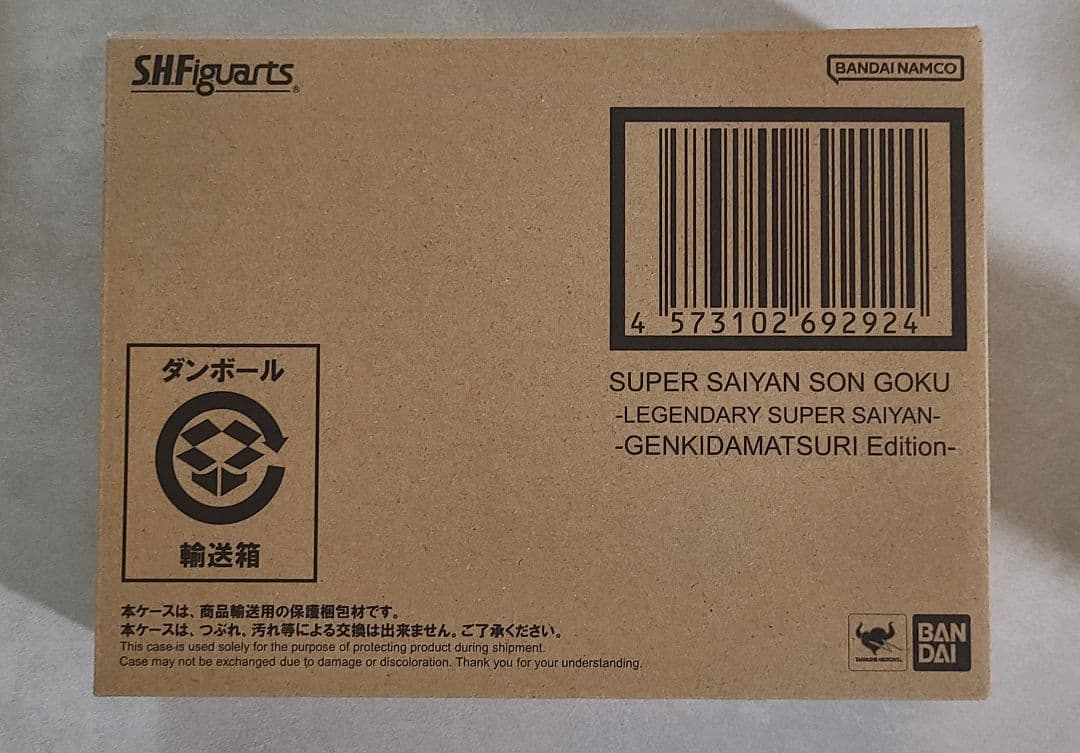 S.H.Figuarts®
BANDAI NAMCO
4 573102 692924
SUPER SAIYAN SON GOKU
-LEGENDARY SUPER SAIYAN-
-GENKIDAMATSURI Edition-
ダンボール
輸送箱
本ケースは、商品輸送用の保護梱包材です。
本ケースは、つぶれ、汚れ等による交換は出来ません。ご了承ください。
This case is used solely for the purpose of protecting product during shipment.
Case may not be exchanged due to damage or discoloration. Thank you for your understanding.
TAMASHII NATIONS
BAN
DAI